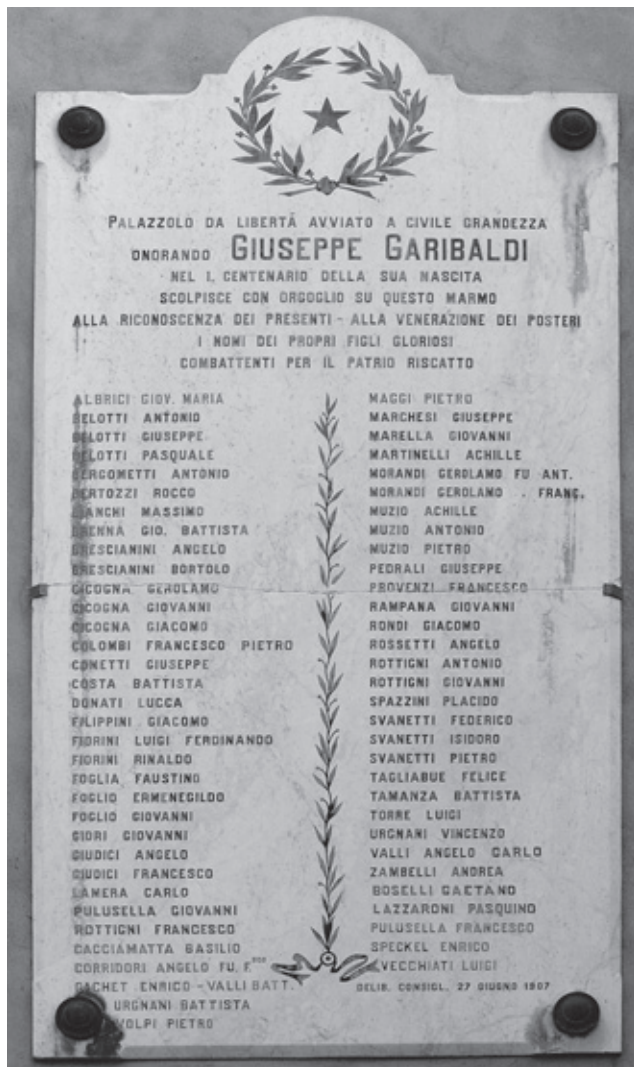 PALAZZOLO DA LIBERTÀ AVVIATO A CIVILE GRANDEZZA
ONORANDO GIUSEPPE GARIBALDI
NEL I. CENTENARIO DELLA SUA NASCITA
SCOLPISCE CON ORGOGLIO SU QUESTO MARMO
ALLA RICONOSCENZA DEI PRESENTI - ALLA VENERAZIONE DEI POSTERI
I NOMI DEI PROPRI FIGLI GLORIOSI
COMBATTENTI PER IL PATRIO RISCATTO
ALBRICI GIOV. MARIA
BELOTTI ANTONIO
BELOTTI GIUSEPPE
BELOTTI PASQUALE
BERGOMETTI ANTONIO
BERTOZZI ROCCO
BIANCHI MASSIMO
BRENNA GIO. BATTISTA
BRESCIANINI ANGELO
BRESCIANINI BORTOLO
CICOGNA GEROLAMO
CICOGNA GIOVANNI
CICOGNA GIACOMO
COLOMBI FRANCESCO PIETRO
COMETTI GIUSEPPE
COSTA BATTISTA
DONATI LUCCA
FILIPPINI GIACOMO
FIORINI LUIGI FERDINANDO
FIORINI RINALDO
FOGLIA FAUSTINO
FOGLIO ERMENEGILDO
FOGLIO GIOVANNI
GIORI GIOVANNI
GIUDICI ANGELO
GIUDICI FRANCESCO
LAMERA CARLO
PULUSELLA GIOVANNI
ROTTIGNI FRANCESCO
CACCIAMATTA BASILIO
CORRIDORI ANGELO FU. F.sco
GACHET ENRICO - VALLI BATT.
URGNANI BATTISTA
VOLPI PIETRO
MAGGI PIETRO
MARCHESI GIUSEPPE
MARELLA GIOVANNI
MARTINELLI ACHILLE
MORANDI GEROLAMO FU ANT.
MORANDI GEROLAMO . FRANC.
MUZIO ACHILLE
MUZIO ANTONIO
MUZIO PIETRO
PEDRALI GIUSEPPE
PROVENZI FRANCESCO
RAMPANA GIOVANNI
RONDI GIACOMO
ROSSETTI ANGELO
ROTTIGNI ANTONIO
ROTTIGNI GIOVANNI
SPAZZINI PLACIDO
SVANETTI FEDERICO
SVANETTI ISIDORO
SVANETTI PIETRO
TAGLIABUE FELICE
TAMANZA BATTISTA
TORRE LUIGI
URGNANI VINCENZO
VALLI ANGELO CARLO
ZAMBELLI ANDREA
BOSELLI GAETANO
LAZZARONI PASQUINO
PULUSELLA FRANCESCO
SPECKEL ENRICO
VECCHIATI LUIGI
DELIB. CONSIGL. 27 GIUGNO 1907